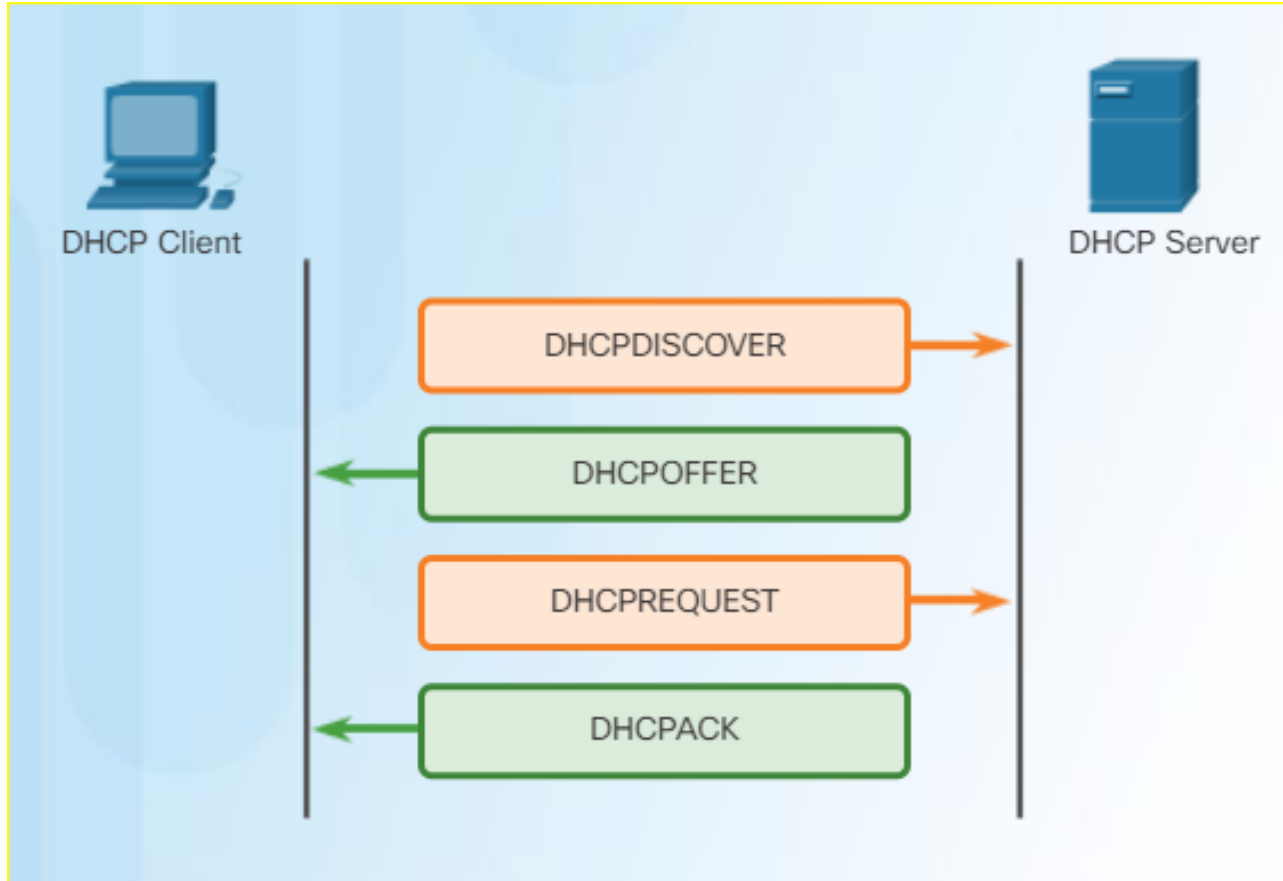 DHCP Client
DHCP Server
DHCPDISCOVER
DHCPOFFER
DHCPREQUEST
DHCPACK